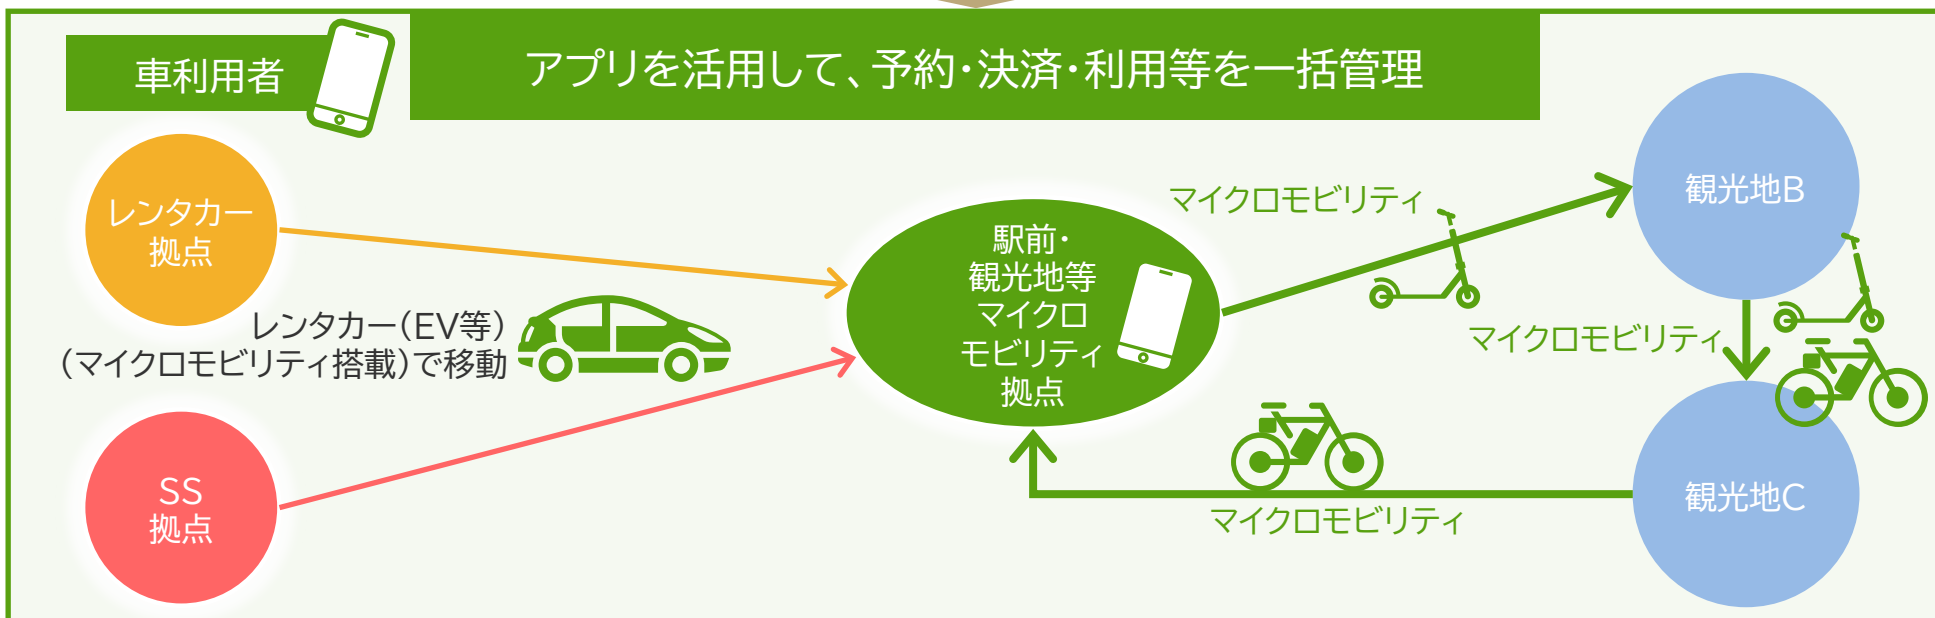 車利用者
アプリを活用して、予約・決済・利用等を一括管理
レンタカー
拠点
レンタカー(EV等)
(マイクロモビリティ搭載)で移動
SS
拠点
駅前・
観光地等
マイクロ
モビリティ
拠点
マイクロモビリティ
観光地B
マイクロモビリティ
観光地C
マイクロモビリティ